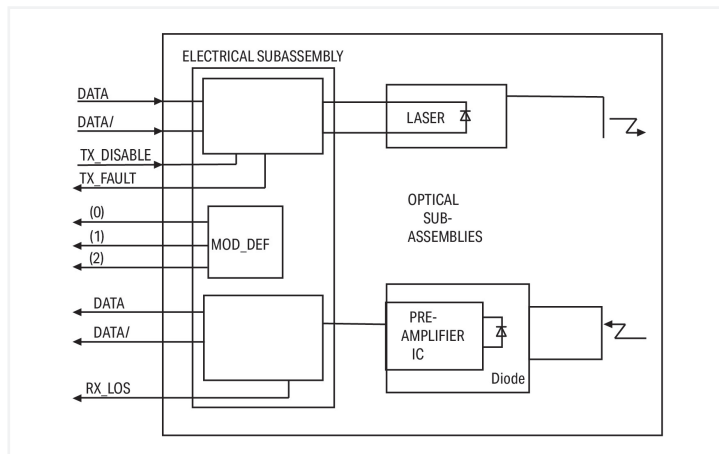 ELECTRICAL SUBASSEMBLY
DATA
DATA/
TX_DISABLE
TX_FAULT
LASER
(0)
(1)
(2)
MOD_DEF
OPTICAL
SUB-
ASSEMBLIES
DATA
DATA/
RX_LOS
PRE-
AMPLIFIER
IC
Diode